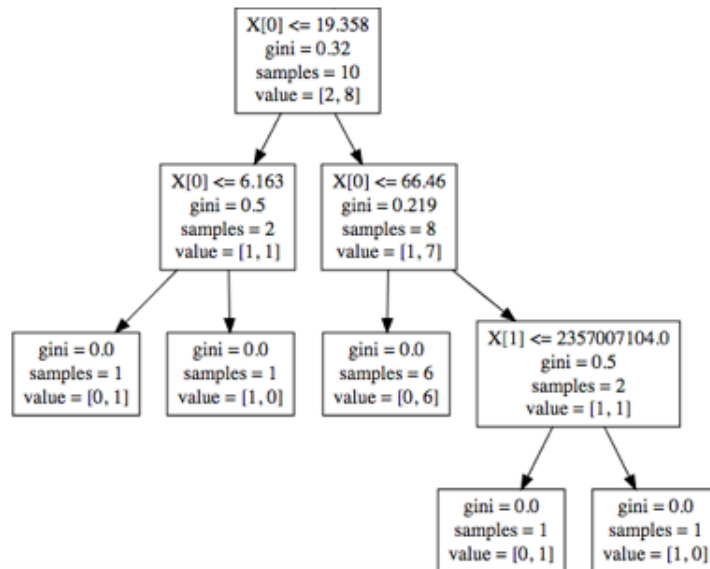 X[0] <= 19.358
gini = 0.32
samples = 10
value = [2, 8]
X[0] <= 6.163
gini = 0.5
samples = 2
value = [1, 1]
X[0] <= 66.46
gini = 0.219
samples = 8
value = [1, 7]
gini = 0.0
samples = 1
value = [0, 1]
gini = 0.0
samples = 1
value = [1, 0]
gini = 0.0
samples = 6
value = [0, 6]
X[1] <= 2357007104.0
gini = 0.5
samples = 2
value = [1, 1]
gini = 0.0
samples = 1
value = [0, 1]
gini = 0.0
samples = 1
value = [1, 0]